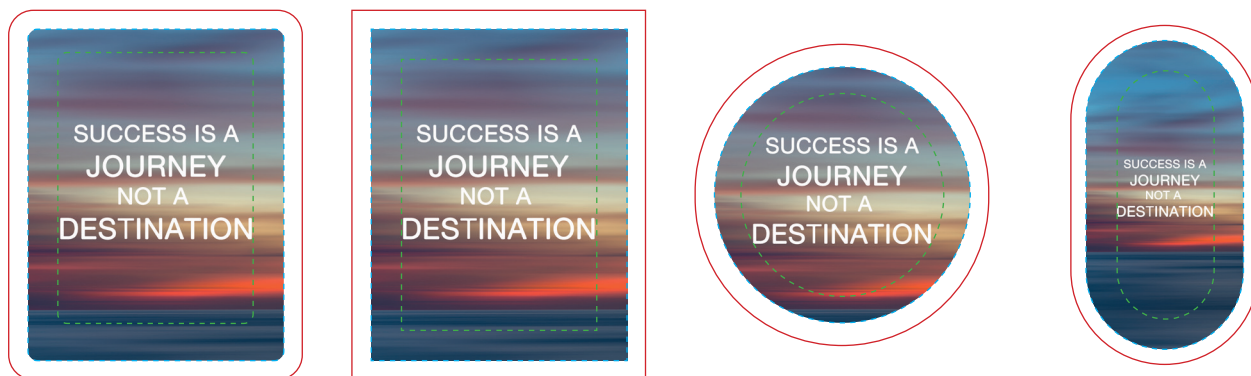 SUCCESS IS A
JOURNEY
NOT A
DESTINATION
SUCCESS IS A
JOURNEY
NOT A
DESTINATION
SUCCESS IS A
JOURNEY
NOT A
DESTINATION
SUCCESS IS A
JOURNEY
NOT A
DESTINATION